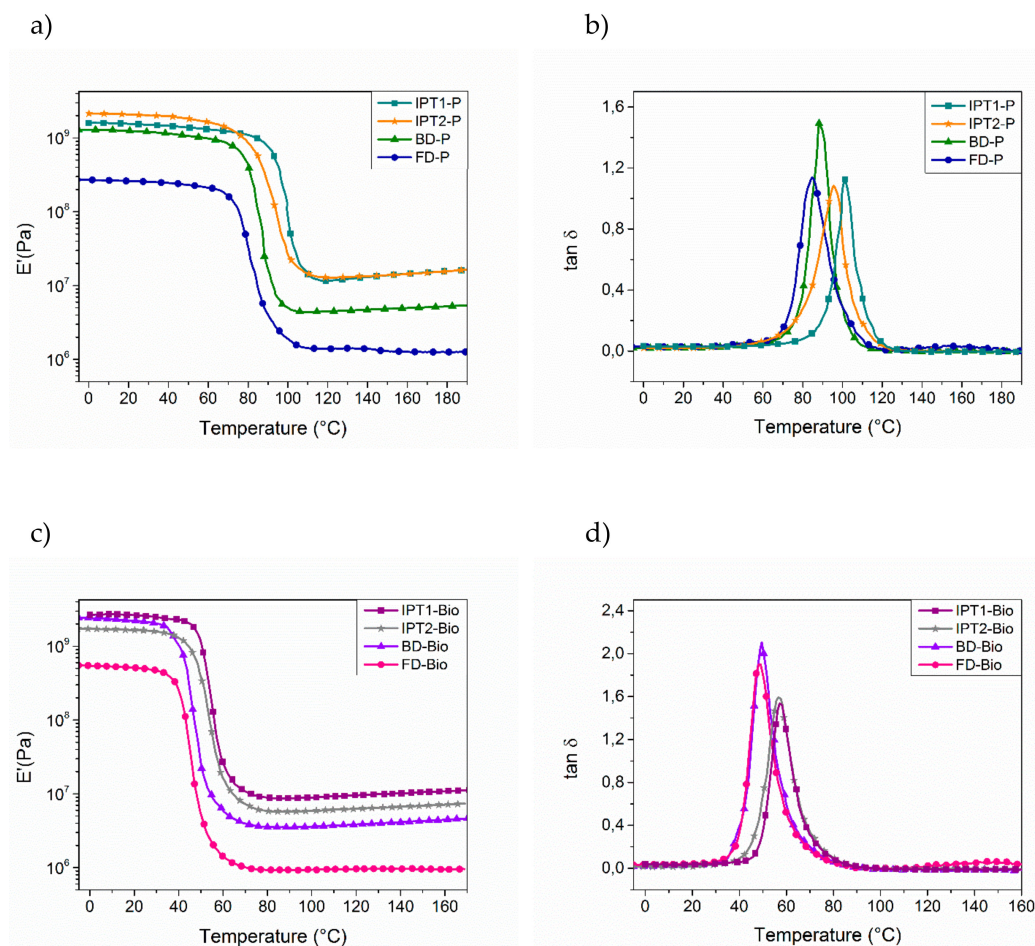 a)
IPT1-P
IPT2-P
BD-P
FD-P
10⁹
10⁸
10⁷
10⁶
E'(Pa)
0 20 40 60 80 100 120 140 160 180
Temperature (°C)
b)
IPT1-P
IPT2-P
BD-P
FD-P
1,6
1,2
0,8
0,4
0,0
tan δ
0 20 40 60 80 100 120 140 160 180
Temperature (°C)
c)
IPT1-Bio
IPT2-Bio
BD-Bio
FD-Bio
10⁹
10⁸
10⁷
10⁶
E'(Pa)
0 20 40 60 80 100 120 140 160
Temperature (°C)
d)
IPT1-Bio
IPT2-Bio
BD-Bio
FD-Bio
2,4
2,0
1,6
1,2
0,8
0,4
0,0
tan δ
0 20 40 60 80 100 120 140 160
Temperature (°C)